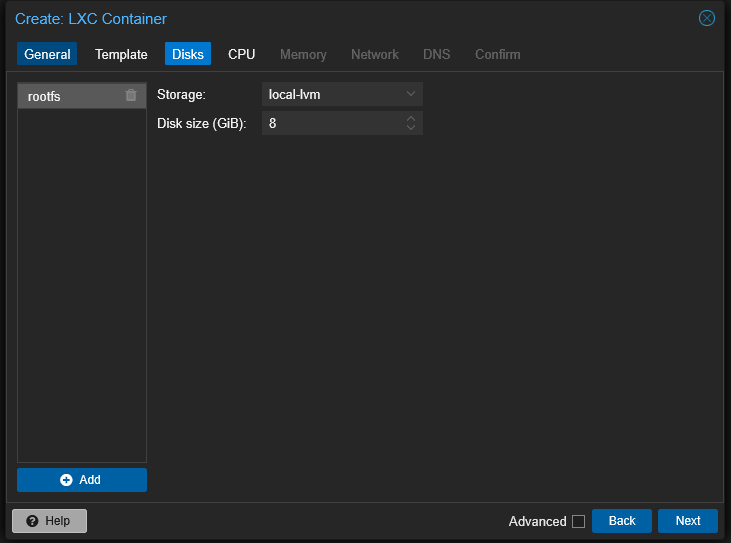 Create: LXC Container
General Template Disks CPU Memory Network DNS Confirm
rootfs
Storage: local-lvm
Disk size (GiB): 8
Add
Help Advanced Back Next